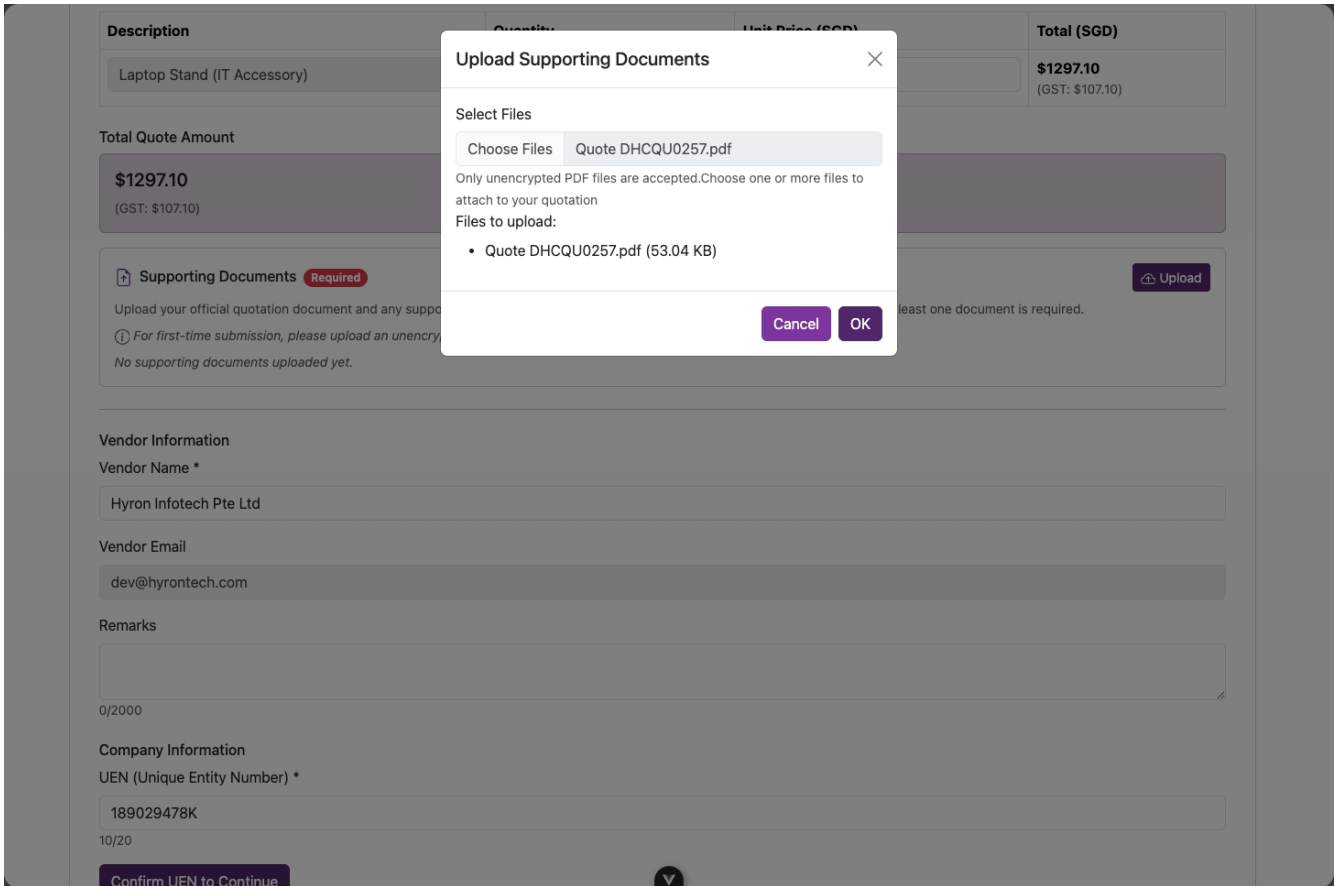 Description
Quantity
Unit Price (SGD)
Total (SGD)
Laptop Stand (IT Accessory)
$1297.10
(GST: $107.10)
Total Quote Amount
$1297.10
(GST: $107.10)
Upload Supporting Documents
Select Files
Choose Files Quote DHCQU0257.pdf
Only unencrypted PDF files are accepted.Choose one or more files to
attach to your quotation
Files to upload:
• Quote DHCQU0257.pdf (53.04 KB)
Cancel OK
Supporting Documents Required
Upload
Upload your official quotation document and any suppo
least one document is required.
For first-time submission, please upload an unencry
No supporting documents uploaded yet.
Vendor Information
Vendor Name *
Hyron Infotech Pte Ltd
Vendor Email
dev@hyrontech.com
Remarks
0/2000
Company Information
UEN (Unique Entity Number) *
189029478K
10/20
Confirm UEN to Continue